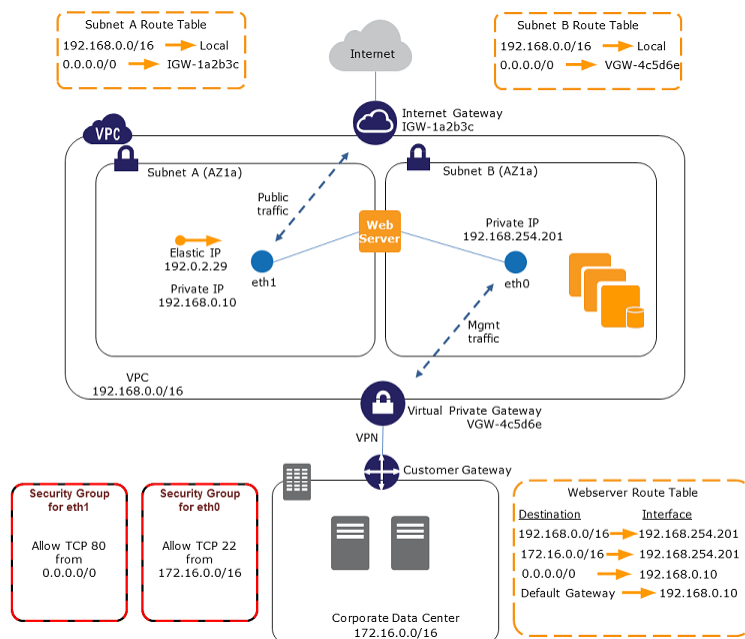 Subnet A Route Table
192.168.0.0/16 Local
0.0.0.0/0 IGW-1a2b3c
Internet
Subnet B Route Table
192.168.0.0/16 Local
0.0.0.0/0 VGW-4c5d6e
Internet Gateway
IGW-1a2b3c
VPC
Subnet A (AZ1a)
Subnet B (AZ1a)
Public
traffic
Web
Server
Private IP
192.168.254.201
Elastic IP
192.0.2.29
eth1
eth0
Private IP
192.168.0.10
Mgmt
traffic
VPC
192.168.0.0/16
Virtual Private Gateway
VGW-4c5d6e
VPN
Customer Gateway
Security Group
for eth1
Allow TCP 80
from
0.0.0.0/0
Security Group
for eth0
Allow TCP 22
from
172.16.0.0/16
Corporate Data Center
172.16.0.0/16
Webserver Route Table
Destination Interface
192.168.0.0/16 192.168.254.201
172.16.0.0/16 192.168.254.201
0.0.0.0/0 192.168.0.10
Default Gateway 192.168.0.10